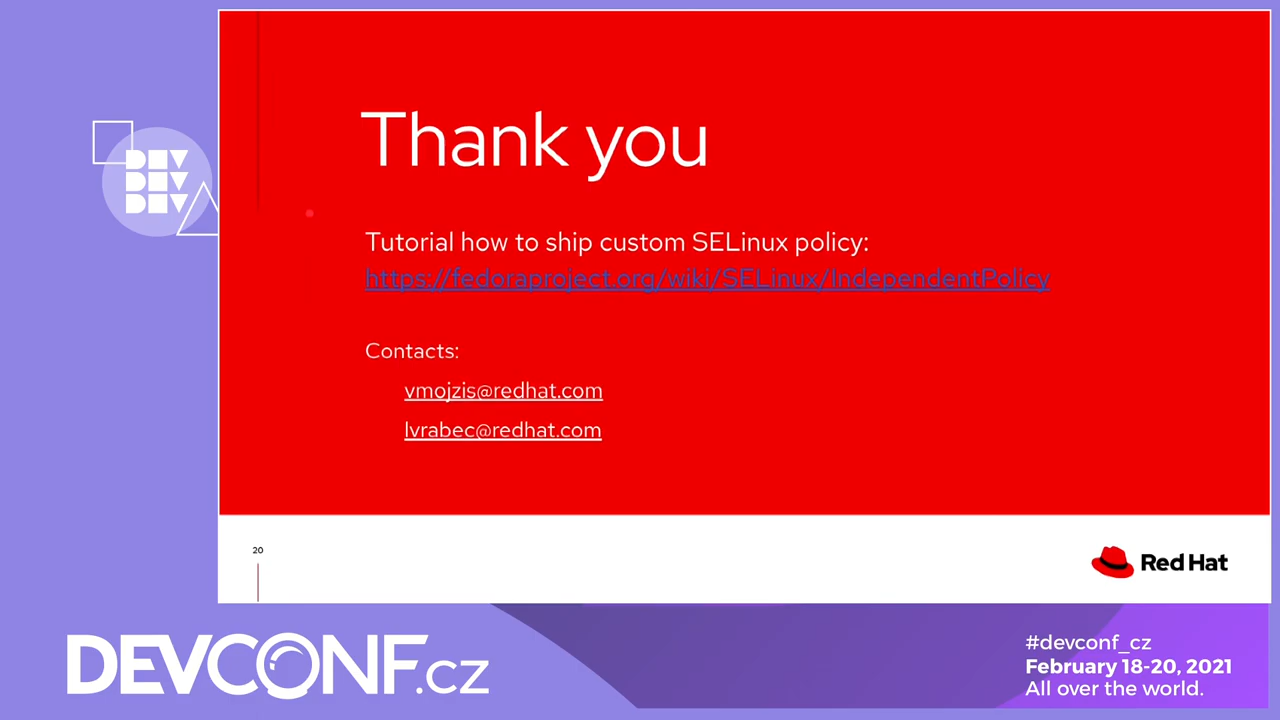 DEV
DEV
DEV
Thank you
Tutorial how to ship custom SELinux policy:
https://fedoraproject.org/wiki/SELinux/IndependentPolicy
Contacts:
vmojzis@redhat.com
lvrabec@redhat.com
20
Red Hat
DEVCONF.cz
#devconf_cz
February 18-20, 2021
All over the world.